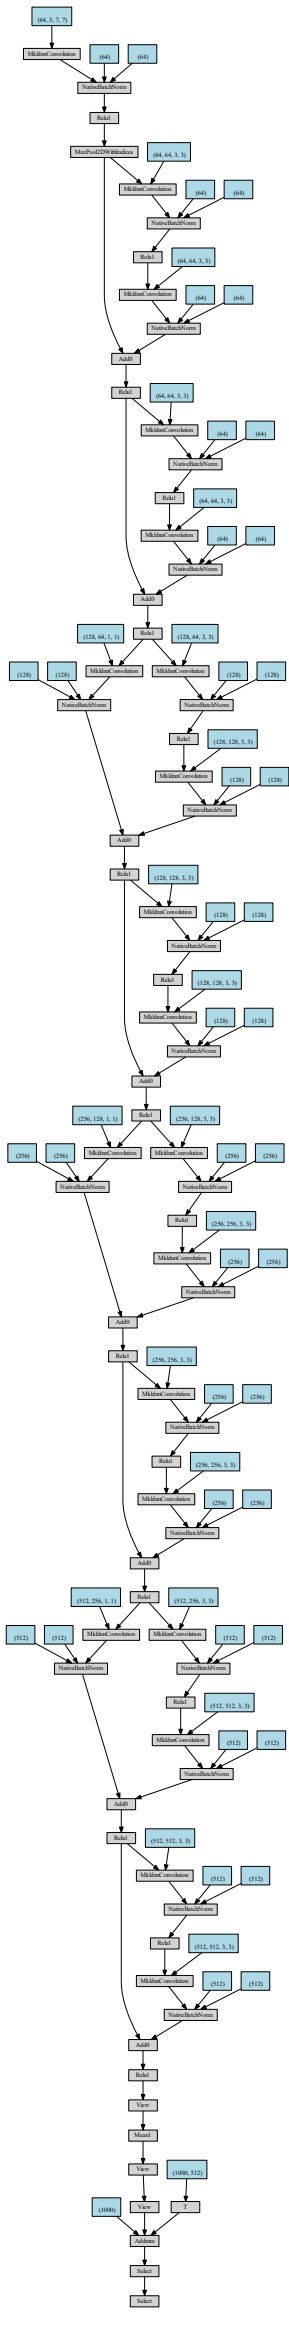 (64, 3, 7, 7)
MkldnnConvolution (64) (64)
NativeBatchNorm
Relu1
MaxPool2DWithIndices (64, 64, 3, 3)
MkldnnConvolution (64) (64)
NativeBatchNorm
Relu1 (64, 64, 3, 3)
MkldnnConvolution (64) (64)
NativeBatchNorm
Add0
Relu1 (64, 64, 3, 3)
MkldnnConvolution (64) (64)
NativeBatchNorm
Relu1 (64, 64, 3, 3)
MkldnnConvolution (64) (64)
NativeBatchNorm
Add0
(128, 64, 1, 1) Relu1 (128, 64, 3, 3)
(128) (128) MkldnnConvolution MkldnnConvolution (128) (128)
NativeBatchNorm NativeBatchNorm
Relu1 (128, 128, 3, 3)
MkldnnConvolution (128) (128)
NativeBatchNorm
Add0
Relu1 (128, 128, 3, 3)
MkldnnConvolution (128) (128)
NativeBatchNorm
Relu1 (128, 128, 3, 3)
MkldnnConvolution (128) (128)
NativeBatchNorm
Add0
(256, 128, 1, 1) Relu1 (256, 128, 3, 3)
(256) (256) MkldnnConvolution MkldnnConvolution (256) (256)
NativeBatchNorm NativeBatchNorm
Relu1 (256, 256, 3, 3)
MkldnnConvolution (256) (256)
NativeBatchNorm
Add0
Relu1 (256, 256, 3, 3)
MkldnnConvolution (256) (256)
NativeBatchNorm
Relu1 (256, 256, 3, 3)
MkldnnConvolution (256) (256)
NativeBatchNorm
Add0
(512, 256, 1, 1) Relu1 (512, 256, 3, 3)
(512) (512) MkldnnConvolution MkldnnConvolution (512) (512)
NativeBatchNorm NativeBatchNorm
Relu1 (512, 512, 3, 3)
MkldnnConvolution (512) (512)
NativeBatchNorm
Add0
Relu1 (512, 512, 3, 3)
MkldnnConvolution (512) (512)
NativeBatchNorm
Relu1 (512, 512, 3, 3)
MkldnnConvolution (512) (512)
NativeBatchNorm
Add0
Relu1
View
Mean1
View (1000, 512)
(1000) View T
Addmm
Select
Select